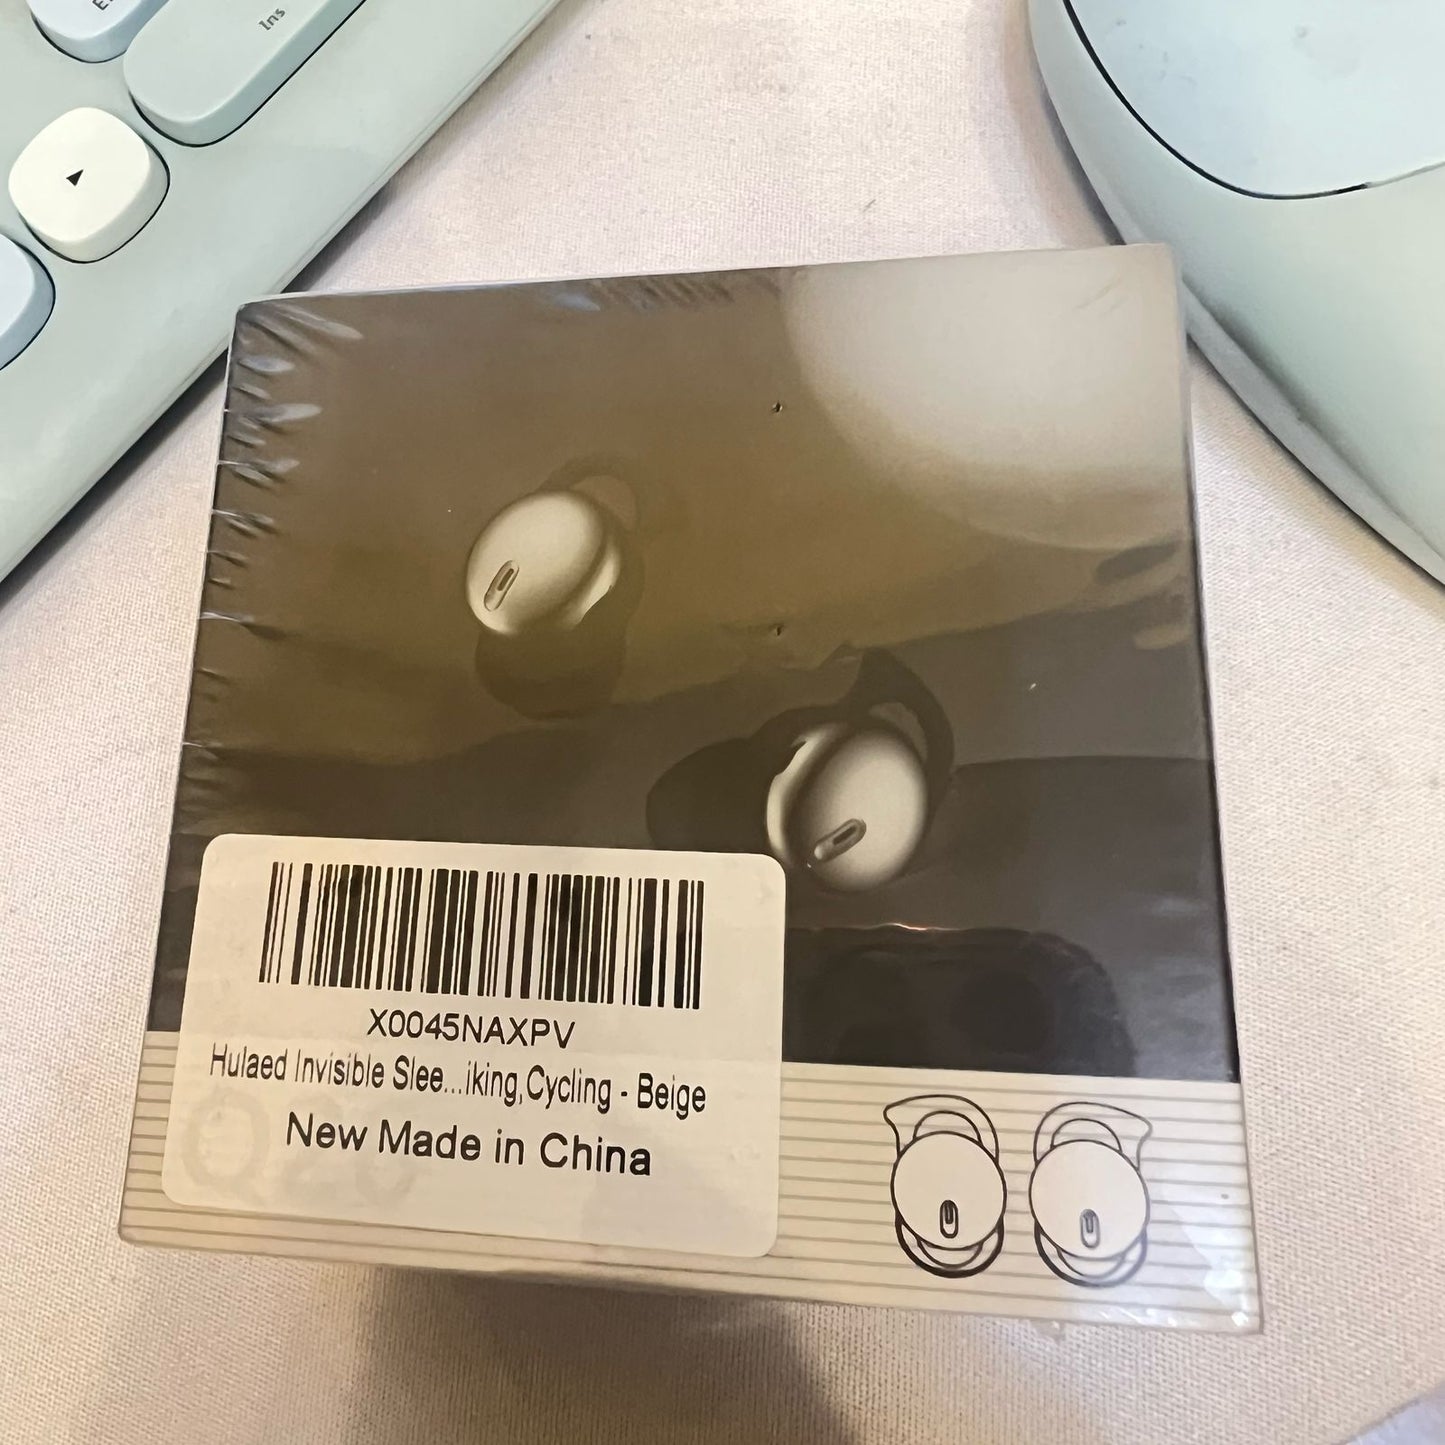 Ins
▲
X0045NAXPV
Hulaed Invisible Slee...iking,Cycling - Beige
New Made in China